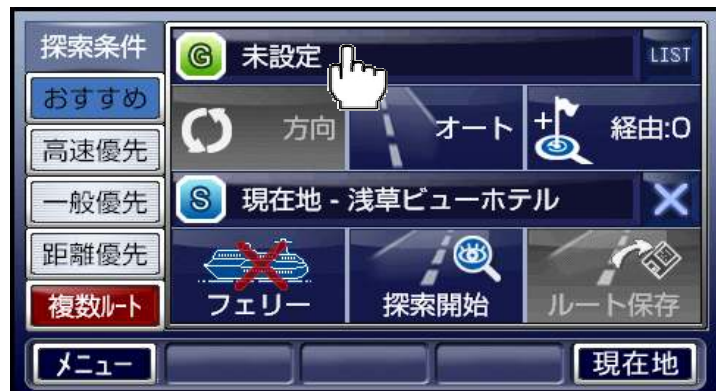 探索条件
G 未設定 LIST
おすすめ
高速優先
一般優先
距離優先
複数ルート
方向 オート 経由:0
S 現在地 - 浅草ビューホテル
フェリー 探索開始 ルート保存
メニュー 現在地